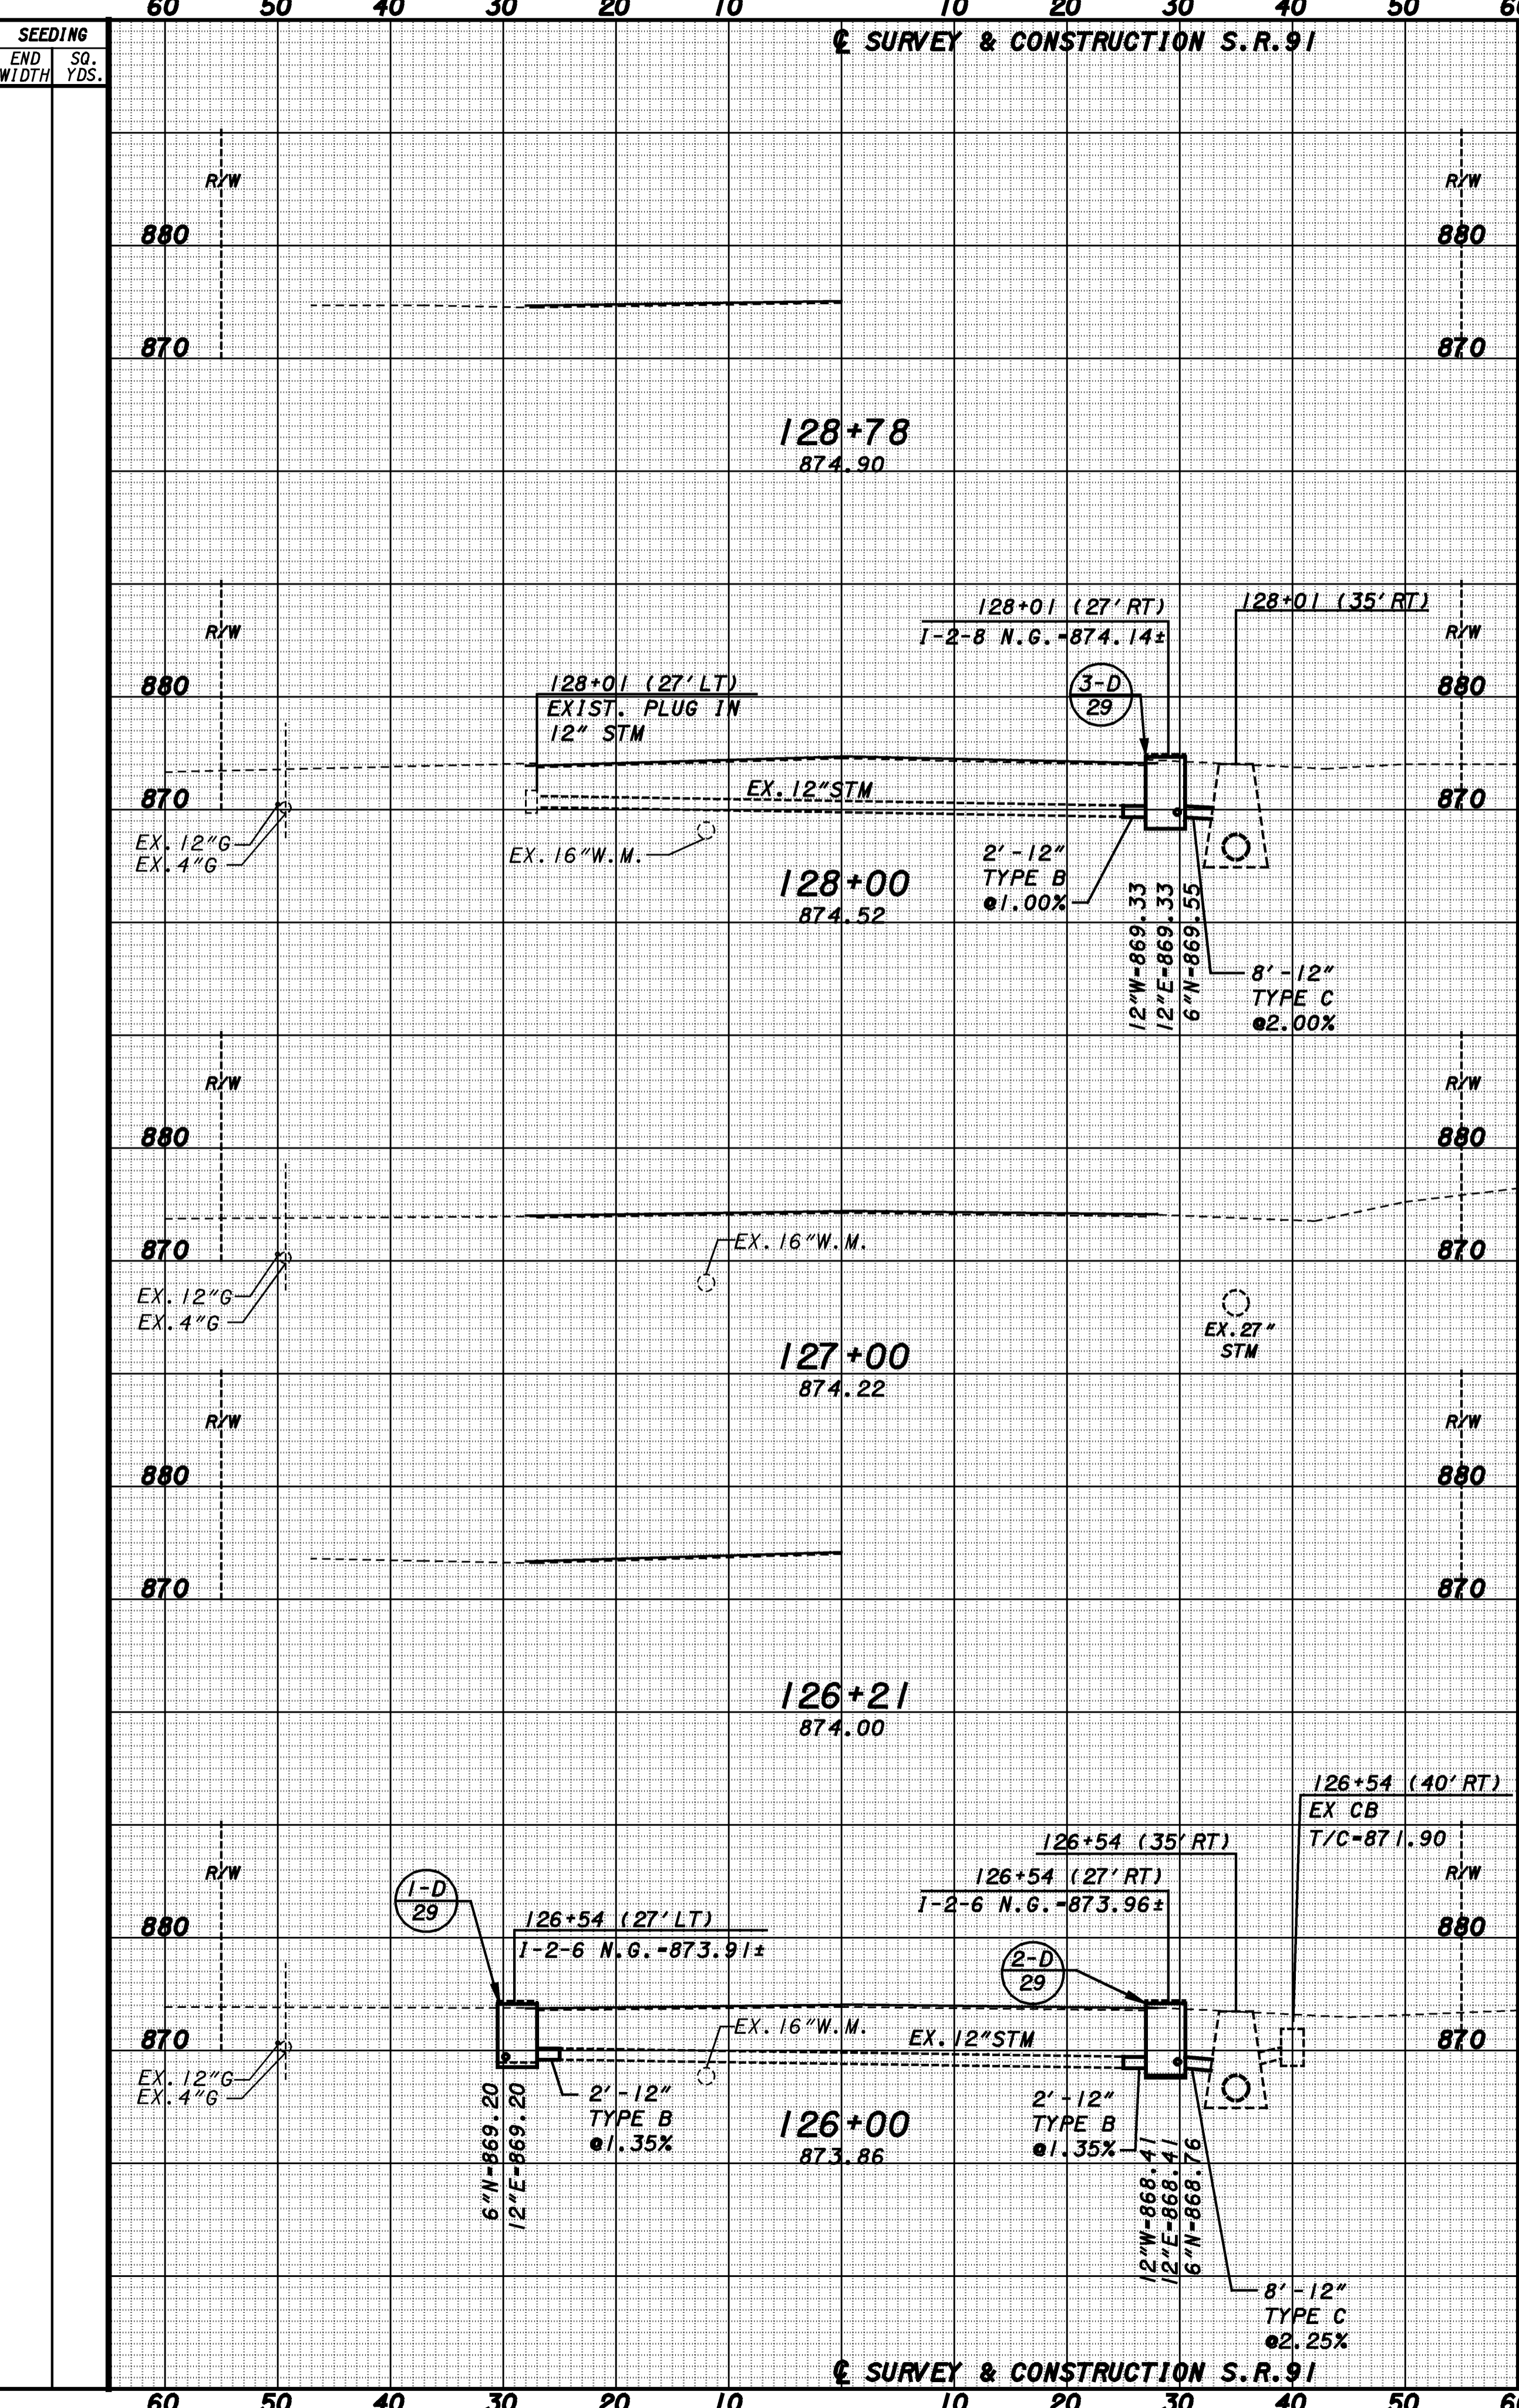 60 50 40 30 20 10 10 20 30 40 50 60
SEEDING
END WIDTH
SQ. YDS.
℄ SURVEY & CONSTRUCTION S.R.91
R/W
R/W
880
880
870
870
128+78
874.90
R/W
R/W
128+01 (27' RT)
I-2-8 N.G.=874.14±
128+01 (35' RT)
880
880
128+01 (27' LT)
EXIST. PLUG IN
12" STM
3-D
29
870
870
EX.12"STM
EX.12"G
EX.4"G
EX.16"W.M.
2'-12"
TYPE B
@1.00%
128+00
874.52
12"W=869.33
12"E=869.33
6"N=869.55
8'-12"
TYPE C
@2.00%
R/W
R/W
880
880
870
870
EX.16"W.M.
EX.12"G
EX.4"G
EX.27"
STM
127+00
874.22
R/W
R/W
880
880
870
870
126+21
874.00
126+54 (40' RT)
EX CB
T/C=871.90
126+54 (35' RT)
R/W
R/W
126+54 (27' RT)
I-2-6 N.G.=873.96±
1-D
29
126+54 (27' LT)
I-2-6 N.G.=873.91±
880
880
2-D
29
870
870
EX.16"W.M.
EX.12"STM
EX.12"G
EX.4"G
2'-12"
TYPE B
@1.35%
2'-12"
TYPE B
@1.35%
126+00
873.86
6"N=869.20
12"E=869.20
12"W=868.41
12"E=868.41
6"N=868.76
8'-12"
TYPE C
@2.25%
℄ SURVEY & CONSTRUCTION S.R.91
60 50 40 30 20 10 10 20 30 40 50 60